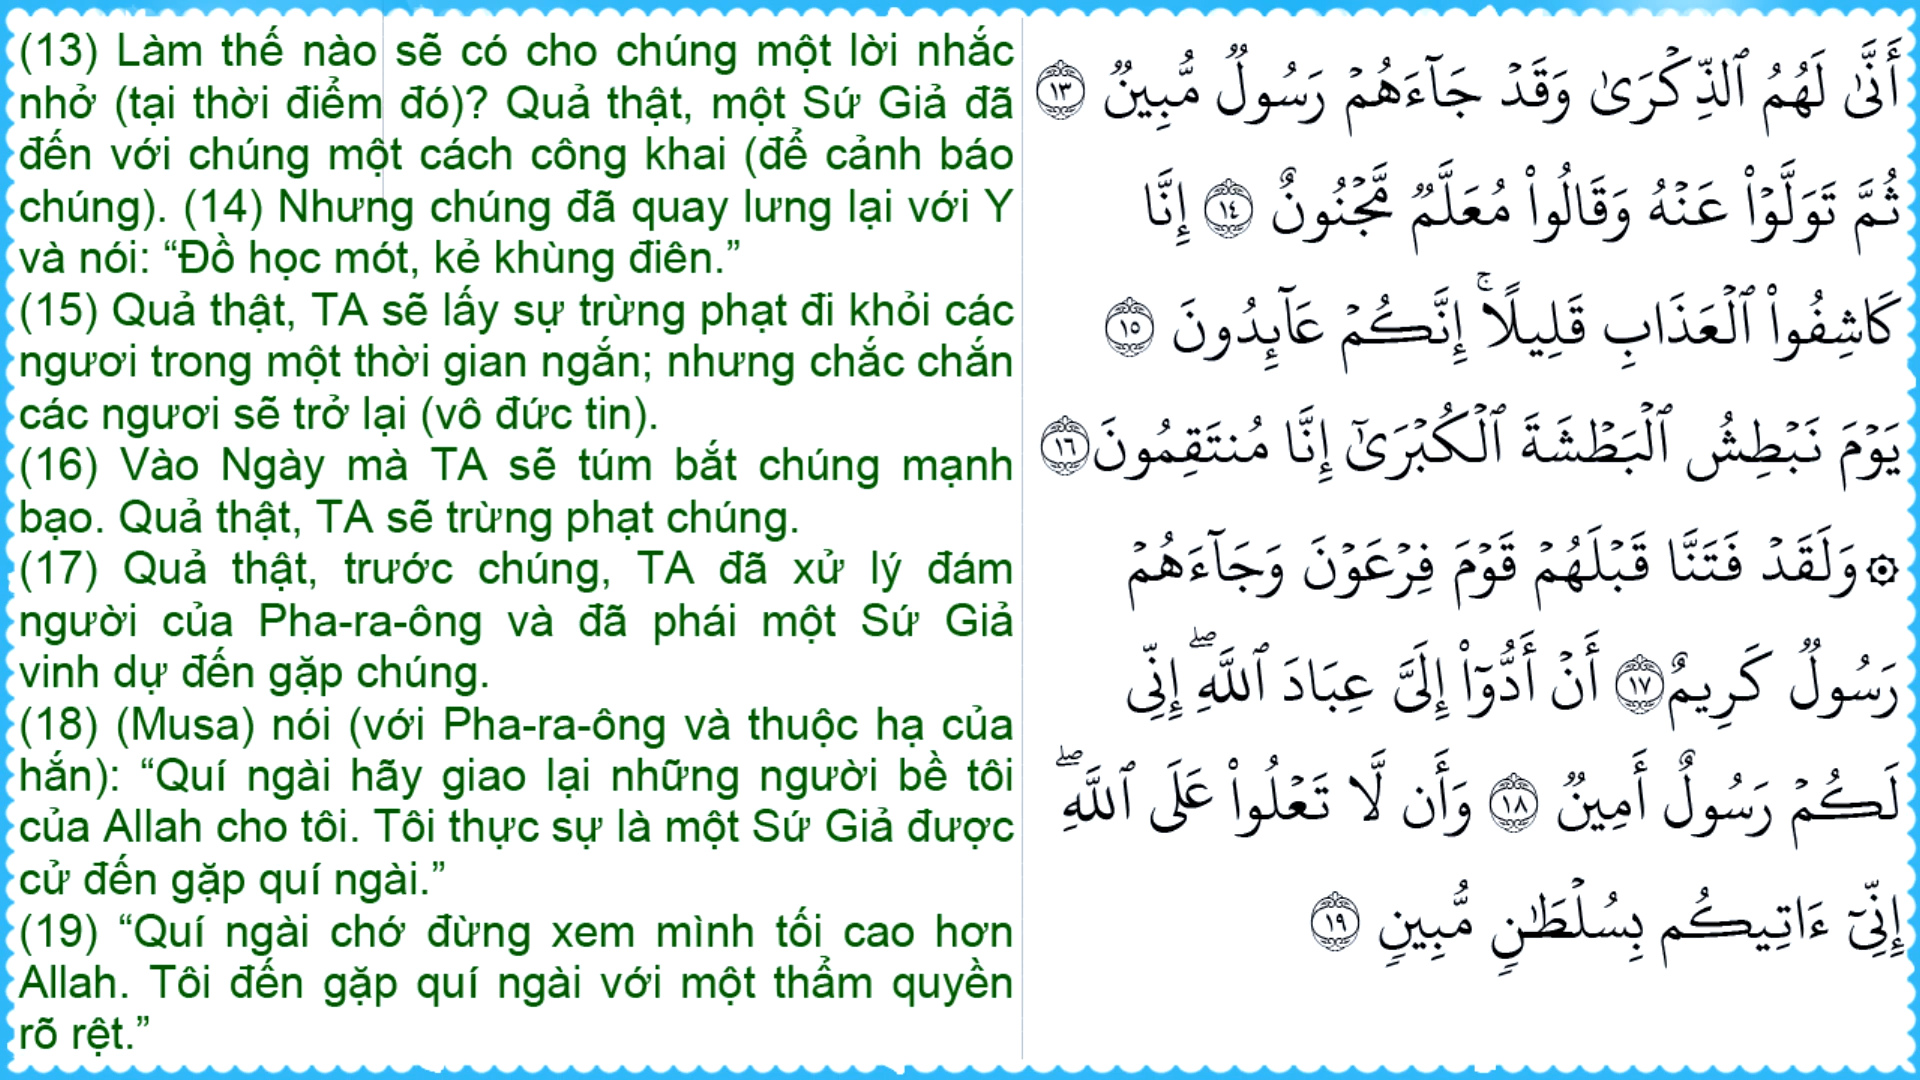 (13) Làm thế nào sẽ có cho chúng một lời nhắc
nhở (tại thời điểm đó)? Quả thật, một Sứ Giả đã
đến với chúng một cách công khai (để cảnh báo
chúng). (14) Nhưng chúng đã quay lưng lại với Y
và nói: “Đồ học mót, kẻ khùng điên.”
(15) Quả thật, TA sẽ lấy sự trừng phạt đi khỏi các
ngươi trong một thời gian ngắn; nhưng chắc chắn
các ngươi sẽ trở lại (vô đức tin).
(16) Vào Ngày mà TA sẽ túm bắt chúng mạnh
bạo. Quả thật, TA sẽ trừng phạt chúng.
(17) Quả thật, trước chúng, TA đã xử lý đám
người của Pha-ra-ông và đã phái một Sứ Giả
vinh dự đến gặp chúng.
(18) (Musa) nói (với Pha-ra-ông và thuộc hạ của
hắn): “Quí ngài hãy giao lại những người bề tôi
của Allah cho tôi. Tôi thực sự là một Sứ Giả được
cử đến gặp quí ngài.”
(19) “Quí ngài chớ đừng xem mình tối cao hơn
Allah. Tôi đến gặp quí ngài với một thẩm quyền
rõ rệt.”
أَنَّىٰ لَهُمُ ٱلذِّكۡرَىٰ وَقَدۡ جَآءَهُمۡ رَسُولٞ مُّبِينٞ ١٣
ثُمَّ تَوَلَّوۡاْ عَنۡهُ وَقَالُواْ مُعَلَّمٞ مَّجۡنُونٌ ١٤ إِنَّا
كَاشِفُواْ ٱلۡعَذَابِ قَلِيلًاۚ إِنَّكُمۡ عَآئِدُونَ ١٥
يَوۡمَ نَبۡطِشُ ٱلۡبَطۡشَةَ ٱلۡكُبۡرَىٰٓ إِنَّا مُنتَقِمُونَ ١٦
۞ وَلَقَدۡ فَتَنَّا قَبۡلَهُمۡ قَوۡمَ فِرۡعَوۡنَ وَجَآءَهُمۡ
رَسُولٞ كَرِيمٌ ١٧ أَنۡ أَدُّوٓاْ إِلَيَّ عِبَادَ ٱللَّهِۖ إِنِّي
لَكُمۡ رَسُولٌ أَمِينٞ ١٨ وَأَن لَّا تَعۡلُواْ عَلَى ٱللَّهِۖ
إِنِّيٓ ءَاتِيكُم بِسُلۡطَٰنٖ مُّبِينٖ ١٩